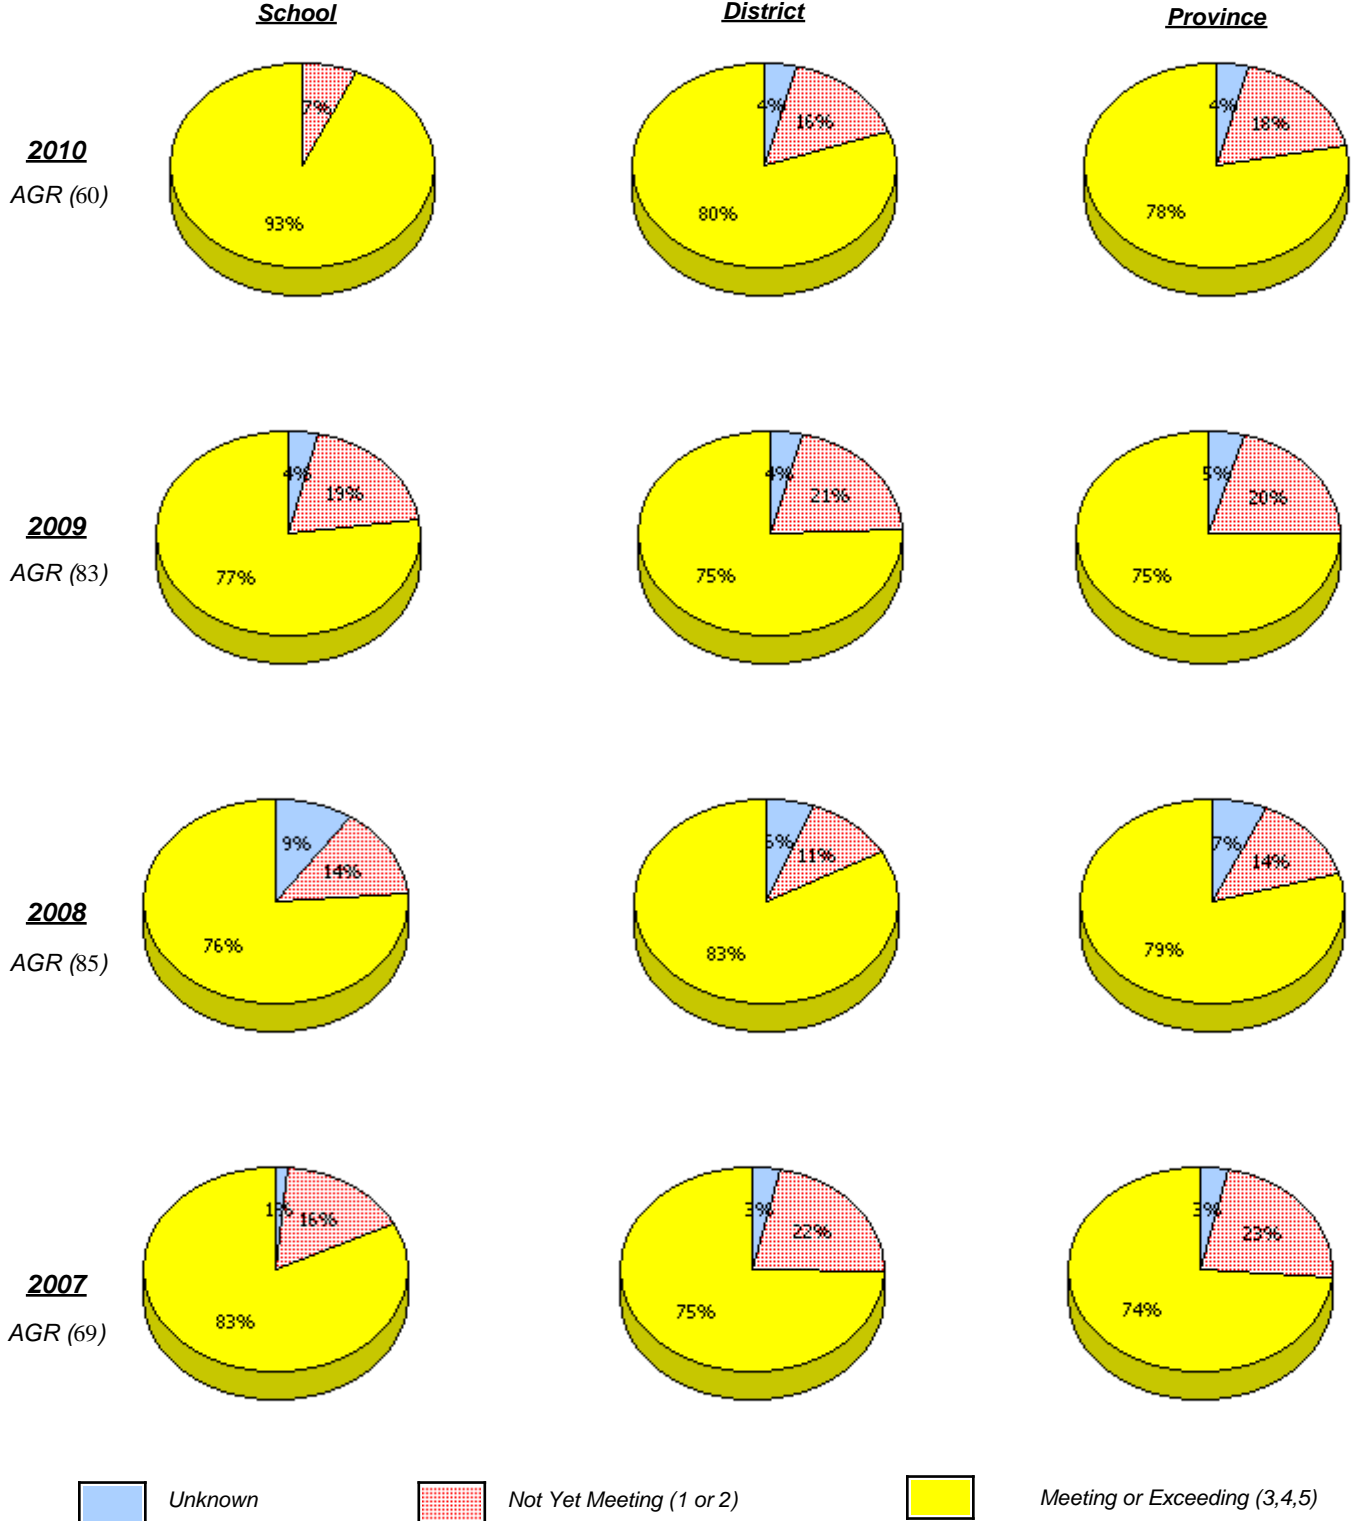 School District Province
7% 4% 16% 4% 18%
2010
AGR (60)
93% 80% 78%
4% 19% 4% 21% 5% 20%
2009
AGR (83)
77% 75% 75%
9% 14% 11% 7% 14%
2008
AGR (85)
76% 83% 79%
1% 16% 3% 22% 3% 23%
2007
AGR (69)
83% 75% 74%
Unknown Not Yet Meeting (1 or 2) Meeting or Exceeding (3,4,5)